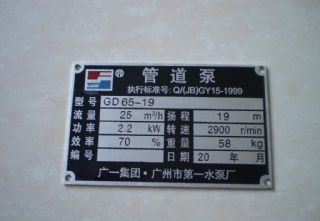 ® 管道泵
执行标准号: Q/(JB)GY15-1999
型号 GD65-19
流量 25 m³/h 扬程 19 m
功率 2.2 kW 转速 2900 r/min
效率 70 % 重量 58 kg
编号 日期 20 年 月
广一集团·广州市第一水泵厂